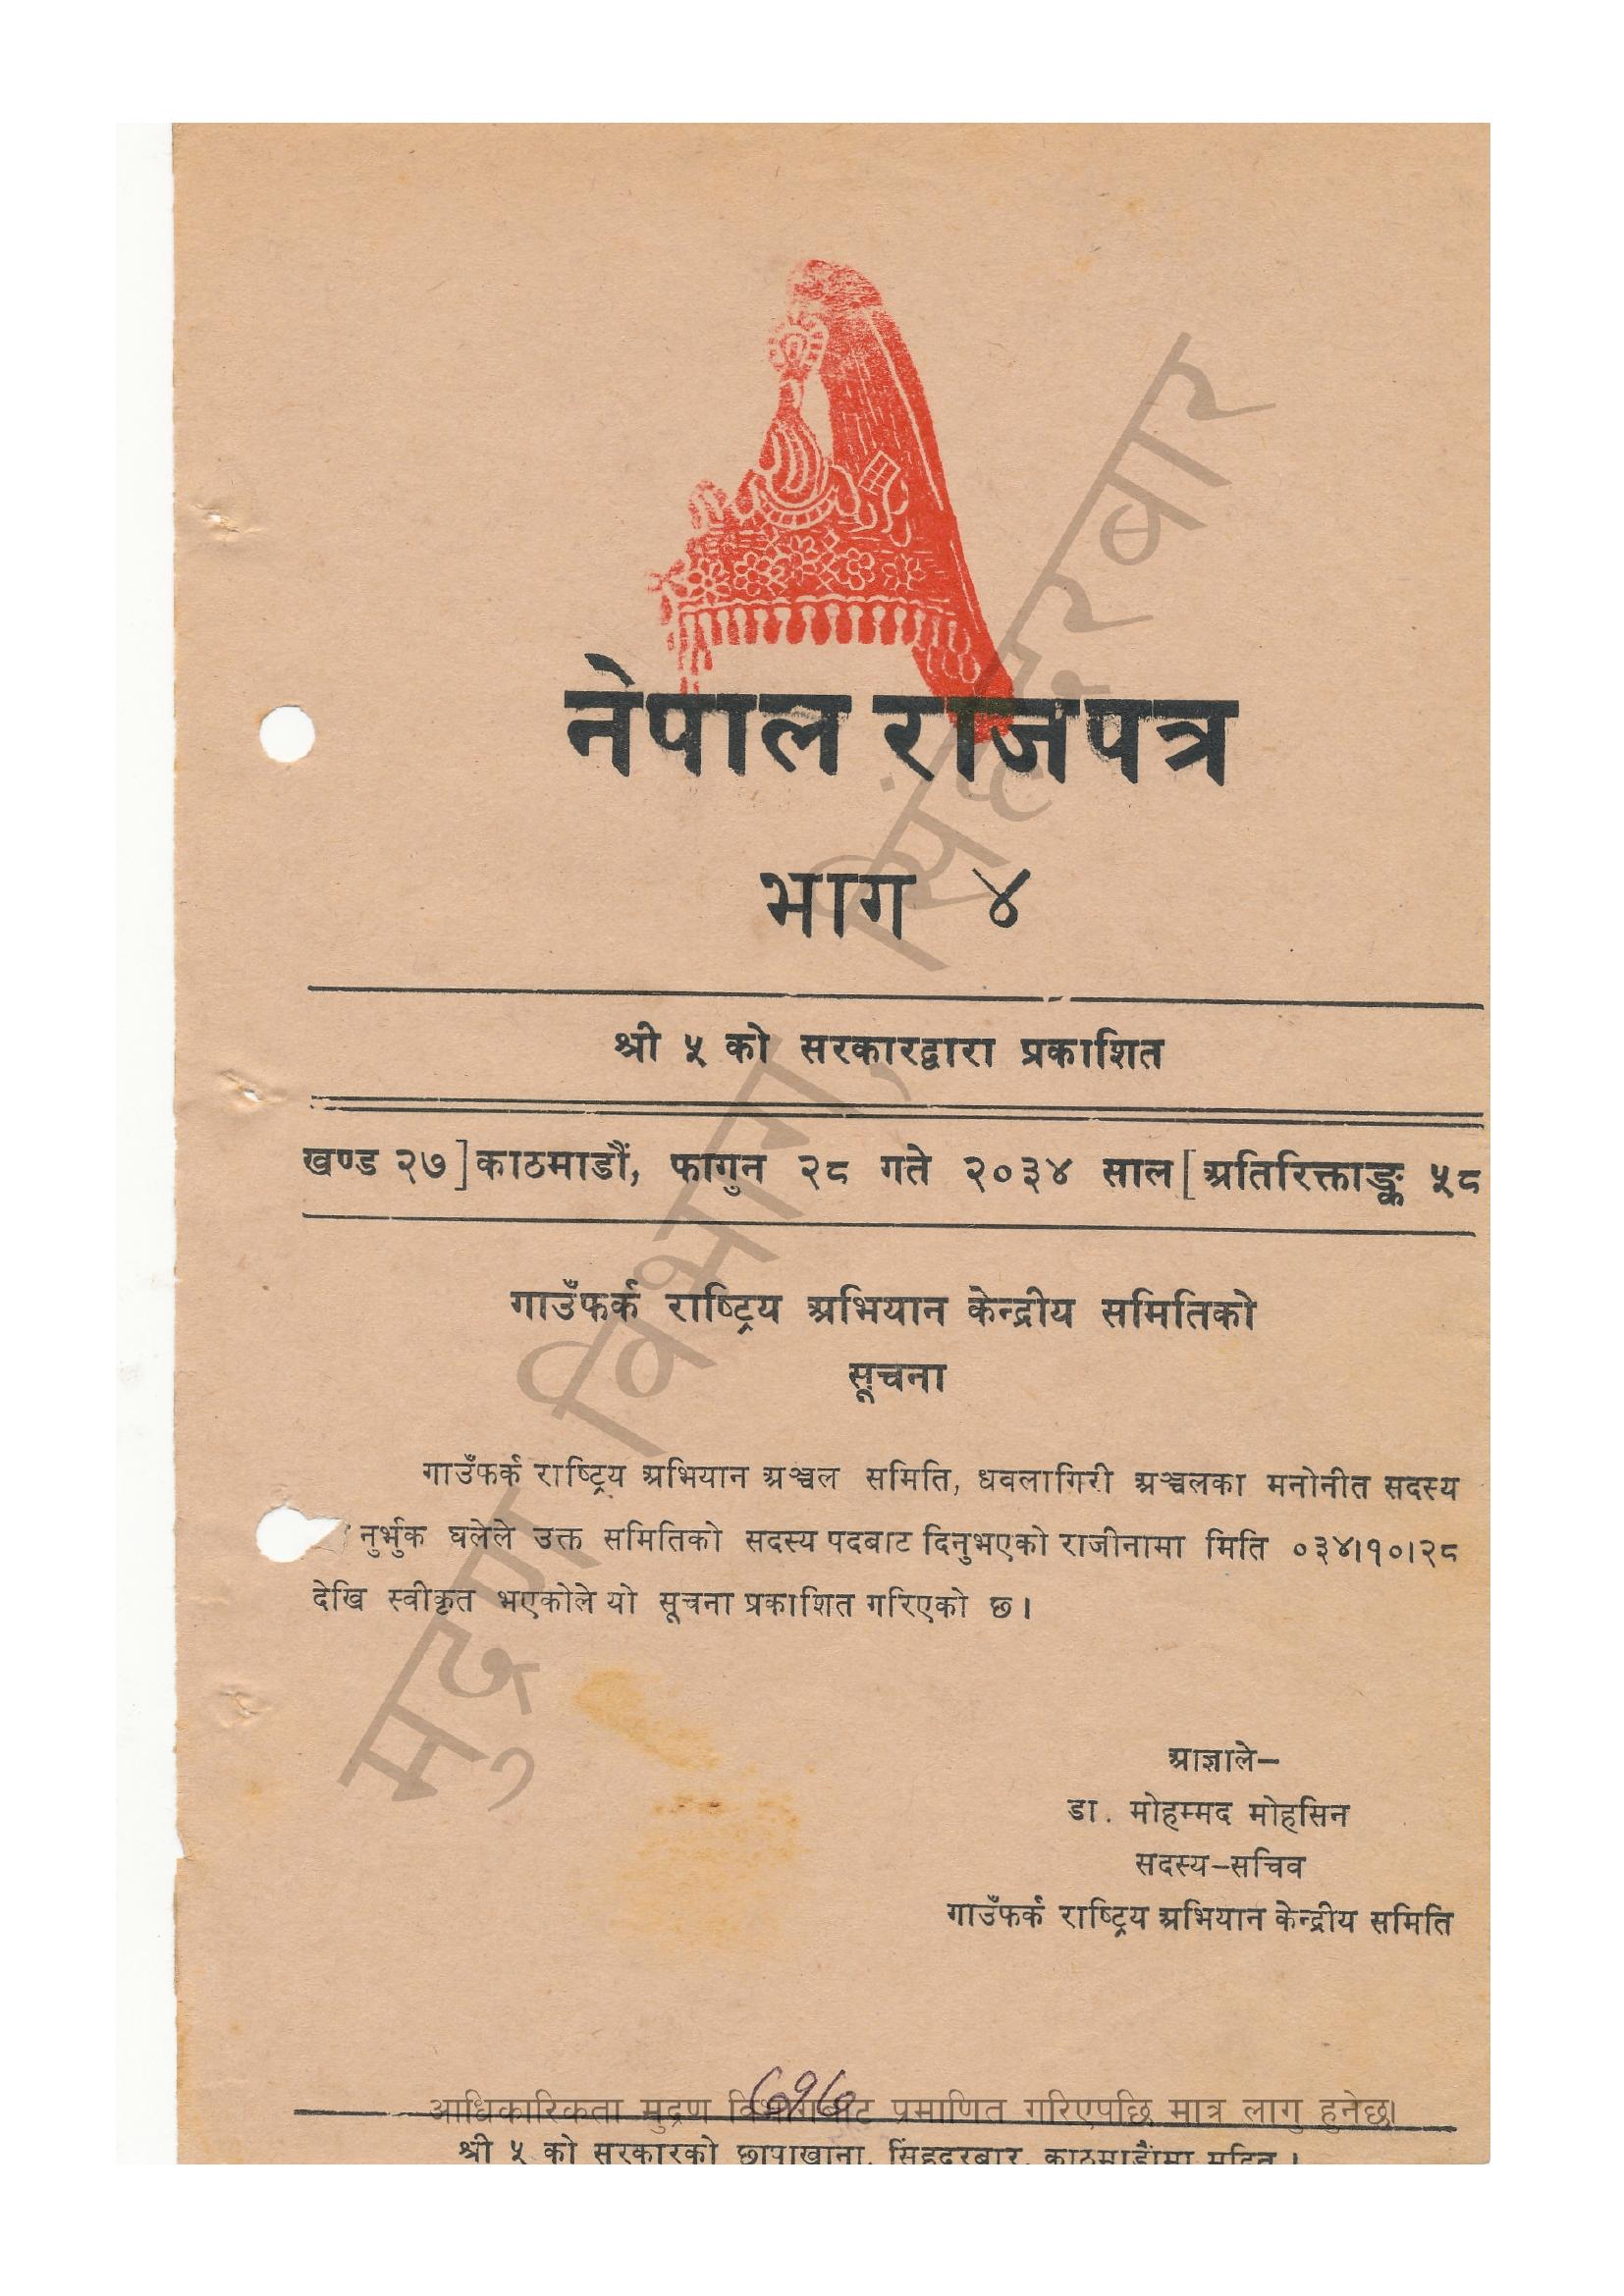 नेपाल राजपत्र
भाग ४
श्री ५ को सरकारद्वारा प्रकाशित
खण्ड २७] काठमाडौं, फागुन २८ गते २०३४ साल [अतिरिक्ताङ्क ५८
गाउँफर्क राष्ट्रिय अभियान केन्द्रीय समितिको
सूचना
गाउँफर्क राष्ट्रिय अभियान अञ्चल समिति, धवलागिरी अञ्चलका मनोनीत सदस्य
नुर्भुक घलेले उक्त समितिको सदस्य पदबाट दिनुभएको राजीनामा मिति ०३४।१०।२८
देखि स्वीकृत भएकोले यो सूचना प्रकाशित गरिएको छ।
आज्ञाले–
डा. मोहम्मद मोहसिन
सदस्य–सचिव
गाउँफर्क राष्ट्रिय अभियान केन्द्रीय समिति
७१७
आधिकारिकता मुद्रण विभागबाट प्रमाणित गरिएपछि मात्र लागु हुनेछ।
श्री ५ को सरकारको छापाखाना, सिंहदरबार, काठमाडौंमा मुद्रित।
मुद्रण विभाग, सिंहदरबार